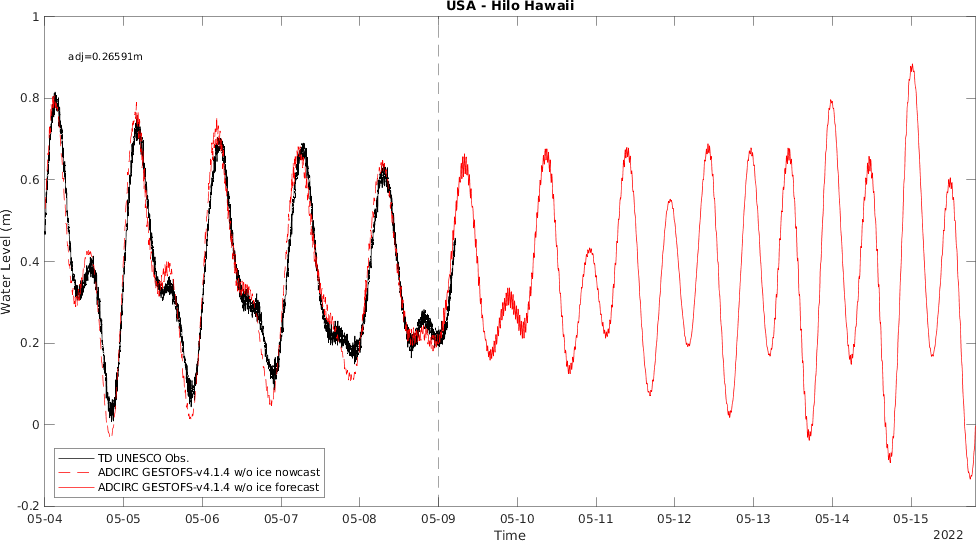 USA - Hilo Hawaii
1
adj=0.26591m
0.8
0.6
0.4
0.2
0
-0.2
Water Level (m)
TD UNESCO Obs.
ADCIRC GESTOFS-v4.1.4 w/o ice nowcast
ADCIRC GESTOFS-v4.1.4 w/o ice forecast
05-04 05-05 05-06 05-07 05-08 05-09 05-10 05-11 05-12 05-13 05-14 05-15
Time
2022